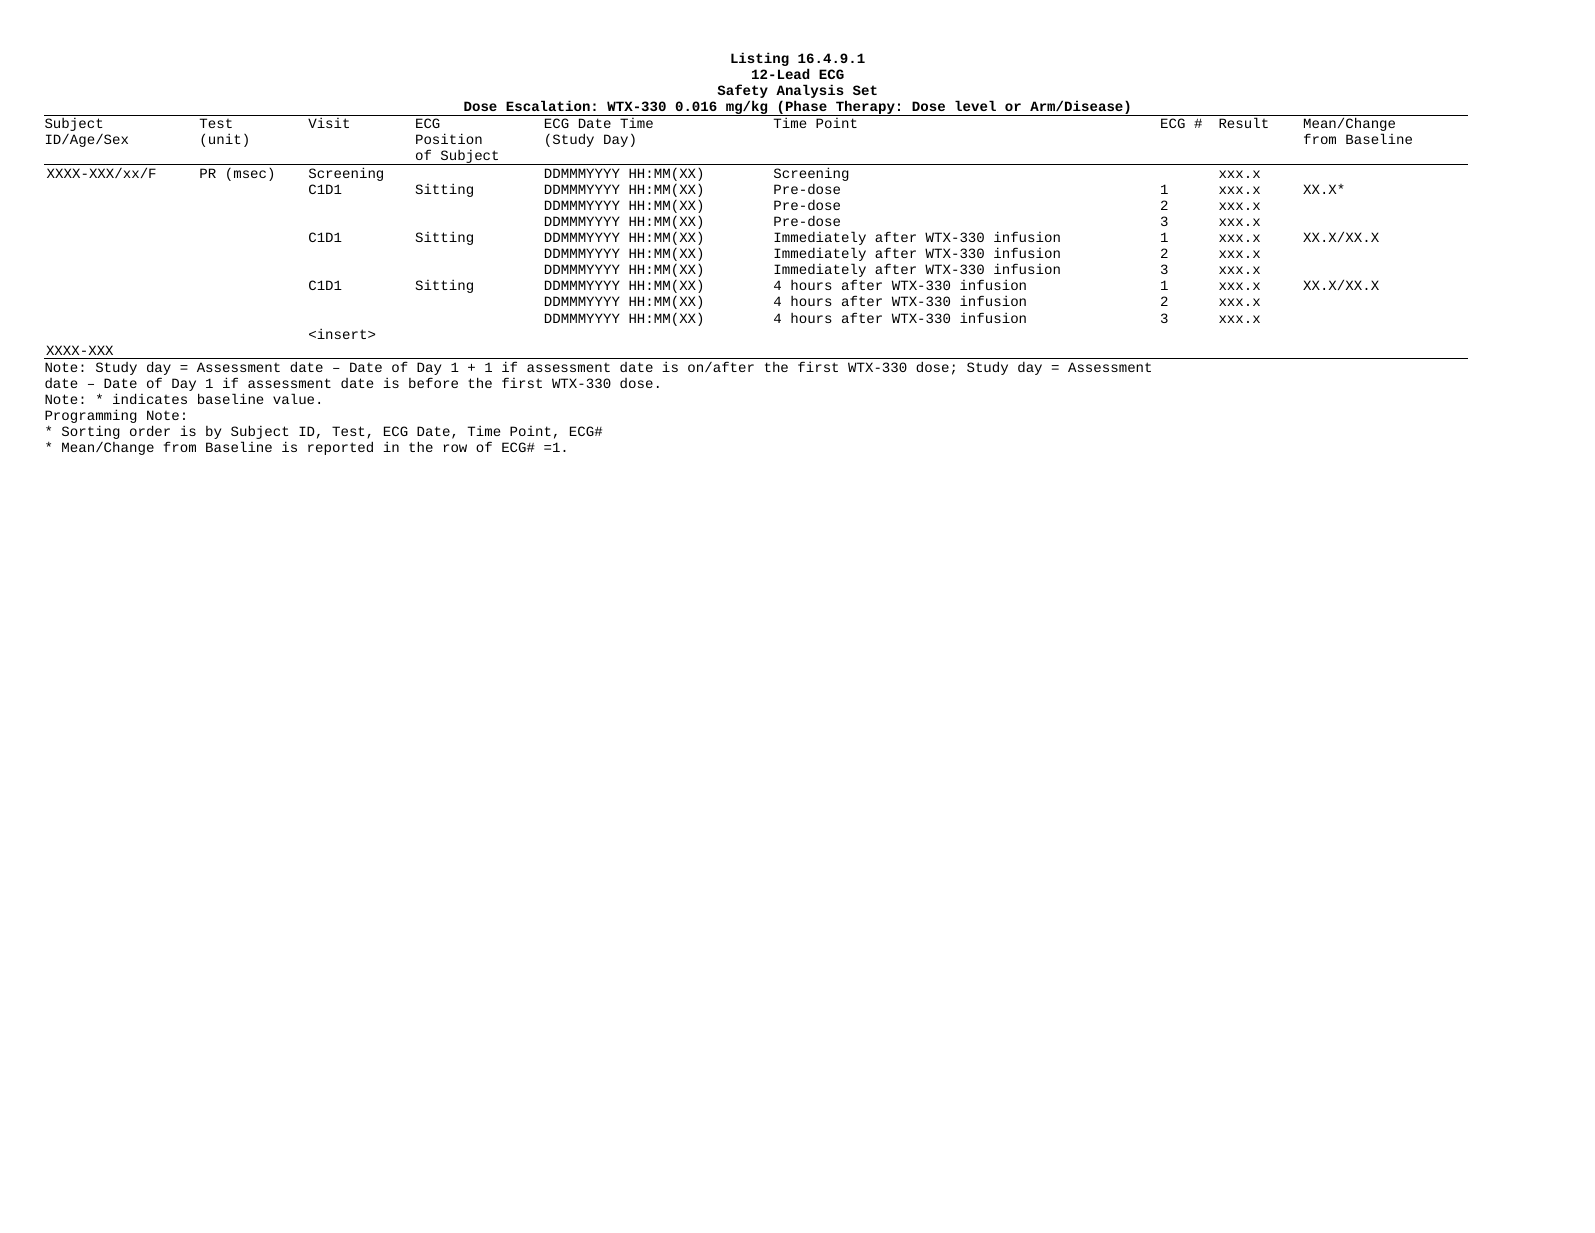 Listing 16.4.9.1
12-Lead ECG
Safety Analysis Set
Dose Escalation: WTX-330 0.016 mg/kg (Phase Therapy: Dose level or Arm/Disease)
Subject Test Visit ECG ECG Date Time Time Point ECG # Result Mean/Change
ID/Age/Sex (unit) Position (Study Day) from Baseline
of Subject
XXXX-XXX/xx/F PR (msec) Screening DDMMMYYYY HH:MM(XX) Screening xxx.x
C1D1 Sitting DDMMMYYYY HH:MM(XX) Pre-dose 1 xxx.x XX.X*
DDMMMYYYY HH:MM(XX) Pre-dose 2 xxx.x
DDMMMYYYY HH:MM(XX) Pre-dose 3 xxx.x
C1D1 Sitting DDMMMYYYY HH:MM(XX) Immediately after WTX-330 infusion 1 xxx.x XX.X/XX.X
DDMMMYYYY HH:MM(XX) Immediately after WTX-330 infusion 2 xxx.x
DDMMMYYYY HH:MM(XX) Immediately after WTX-330 infusion 3 xxx.x
C1D1 Sitting DDMMMYYYY HH:MM(XX) 4 hours after WTX-330 infusion 1 xxx.x XX.X/XX.X
DDMMMYYYY HH:MM(XX) 4 hours after WTX-330 infusion 2 xxx.x
DDMMMYYYY HH:MM(XX) 4 hours after WTX-330 infusion 3 xxx.x
<insert>
XXXX-XXX
Note: Study day = Assessment date – Date of Day 1 + 1 if assessment date is on/after the first WTX-330 dose; Study day = Assessment
date – Date of Day 1 if assessment date is before the first WTX-330 dose.
Note: * indicates baseline value.
Programming Note:
* Sorting order is by Subject ID, Test, ECG Date, Time Point, ECG#
* Mean/Change from Baseline is reported in the row of ECG# =1.